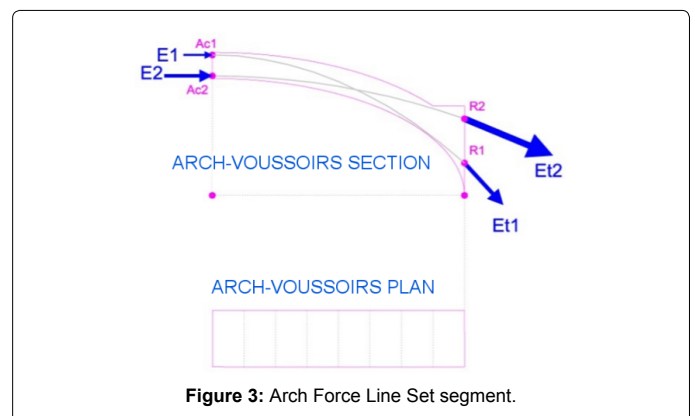 Ac1
E1
E2
Ac2
R2
R1
ARCH-VOUSSOIRS SECTION
Et2
Et1
ARCH-VOUSSOIRS PLAN
Figure 3: Arch Force Line Set segment.